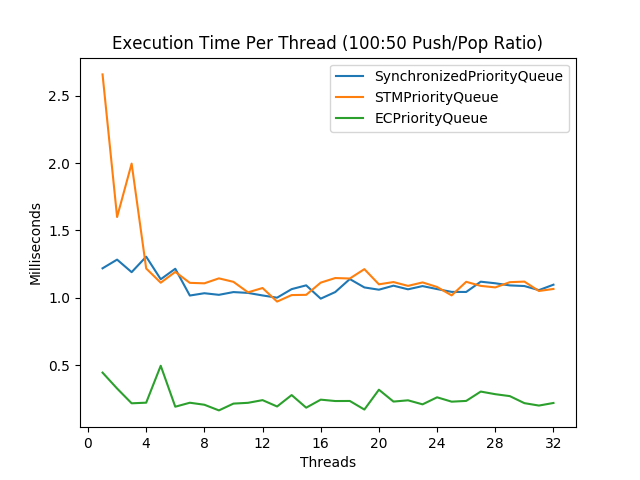 Execution Time Per Thread (100:50 Push/Pop Ratio)
SynchronizedPriorityQueue
STMPriorityQueue
ECPriorityQueue
Milliseconds
2.5
2.0
1.5
1.0
0.5
0 4 8 12 16 20 24 28 32
Threads